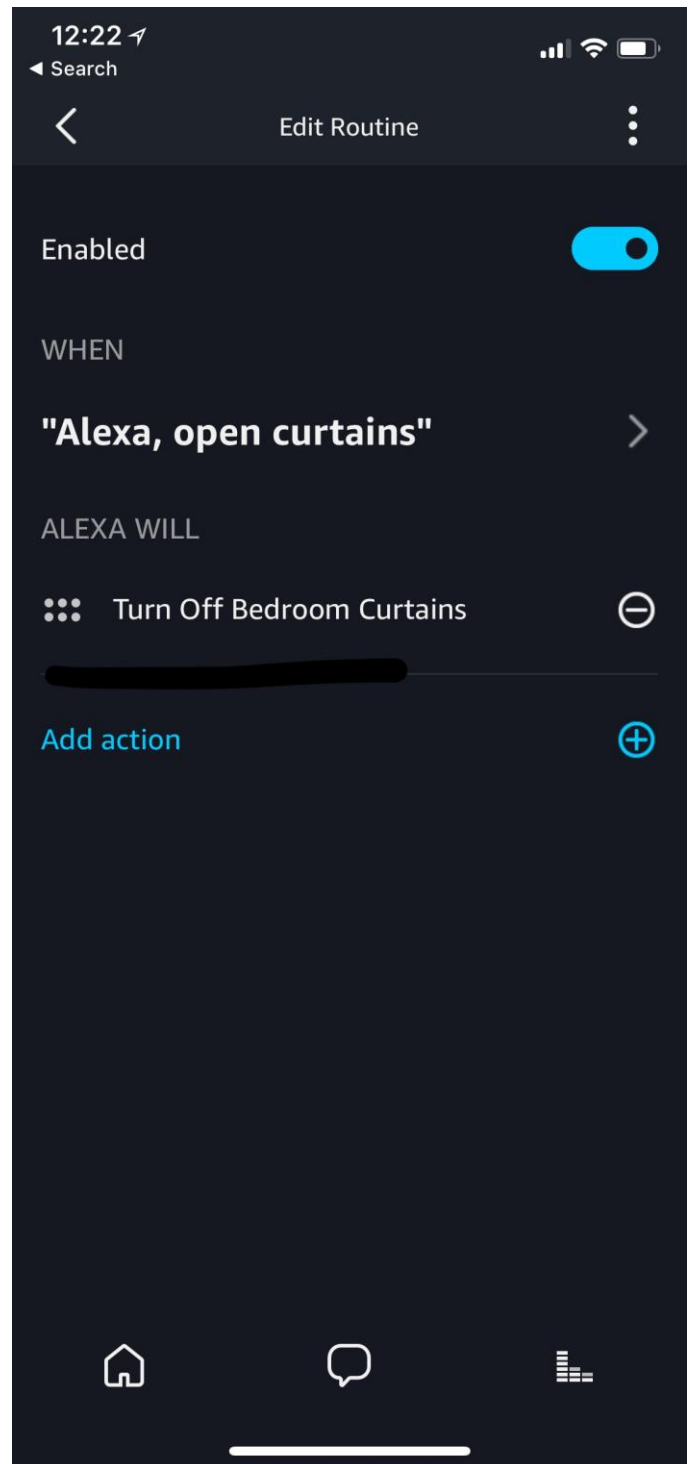 12:22
Search
Edit Routine
Enabled
WHEN
"Alexa, open curtains"
ALEXA WILL
Turn Off Bedroom Curtains
Add action